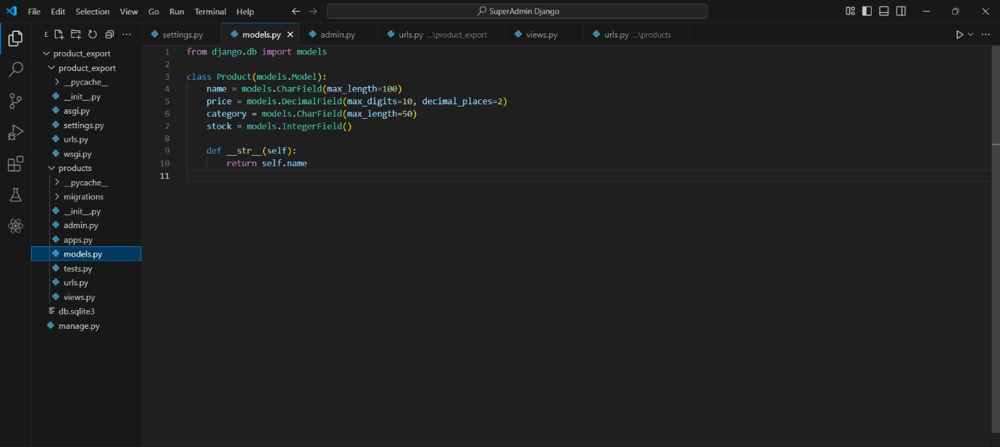 File Edit Selection View Go Run Terminal Help
SuperAdmin Django
E
settings.py
models.py
admin.py
urls.py ...\product_export
views.py
urls.py ...\products
product_export
product_export
__pycache__
__init__.py
asgi.py
settings.py
urls.py
wsgi.py
products
__pycache__
migrations
__init__.py
admin.py
apps.py
models.py
tests.py
urls.py
views.py
db.sqlite3
manage.py
1 from django.db import models
2
3 class Product(models.Model):
4 name = models.CharField(max_length=100)
5 price = models.DecimalField(max_digits=10, decimal_places=2)
6 category = models.CharField(max_length=50)
7 stock = models.IntegerField()
8
9 def __str__(self):
10 return self.name
11